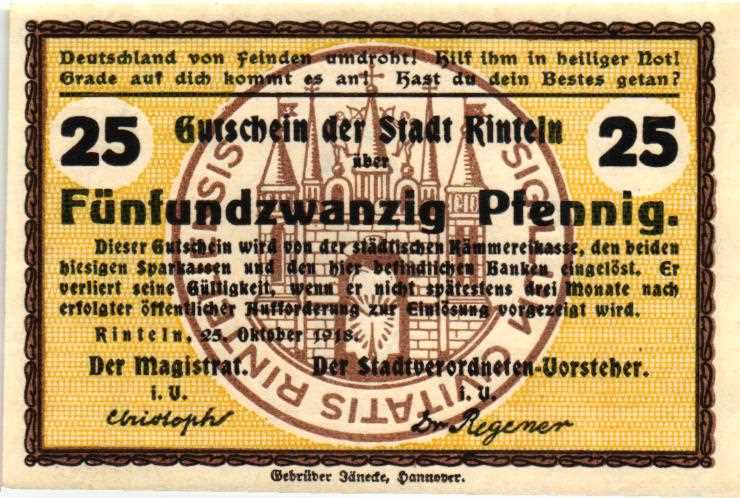 Deutschland von Feinden umdroht! Hilf ihm in heiliger Not!
Grade auf dich kommt es an! Hast du dein Bestes getan?
25 Gutschein der Stadt Rinteln 25
über
Fünfundzwanzig Pfennig.
Dieser Gutschein wird von der städtischen Kämmereikasse, den beiden
hiesigen Sparkassen und den hier befindlichen Banken eingelöst. Er
verliert seine Gültigkeit, wenn er nicht spätestens drei Monate nach
erfolgter öffentlicher Aufforderung zur Einlösung vorgezeigt wird.
Rinteln, 25. Oktober 1918.
Der Magistrat. Der Stadtverordneten-Vorsteher.
i. V. i. V.
Christoph Dr Regener
SIGILLUM CIVITATIS RINTELENSIS
Gebrüder Jänecke, Hannover.